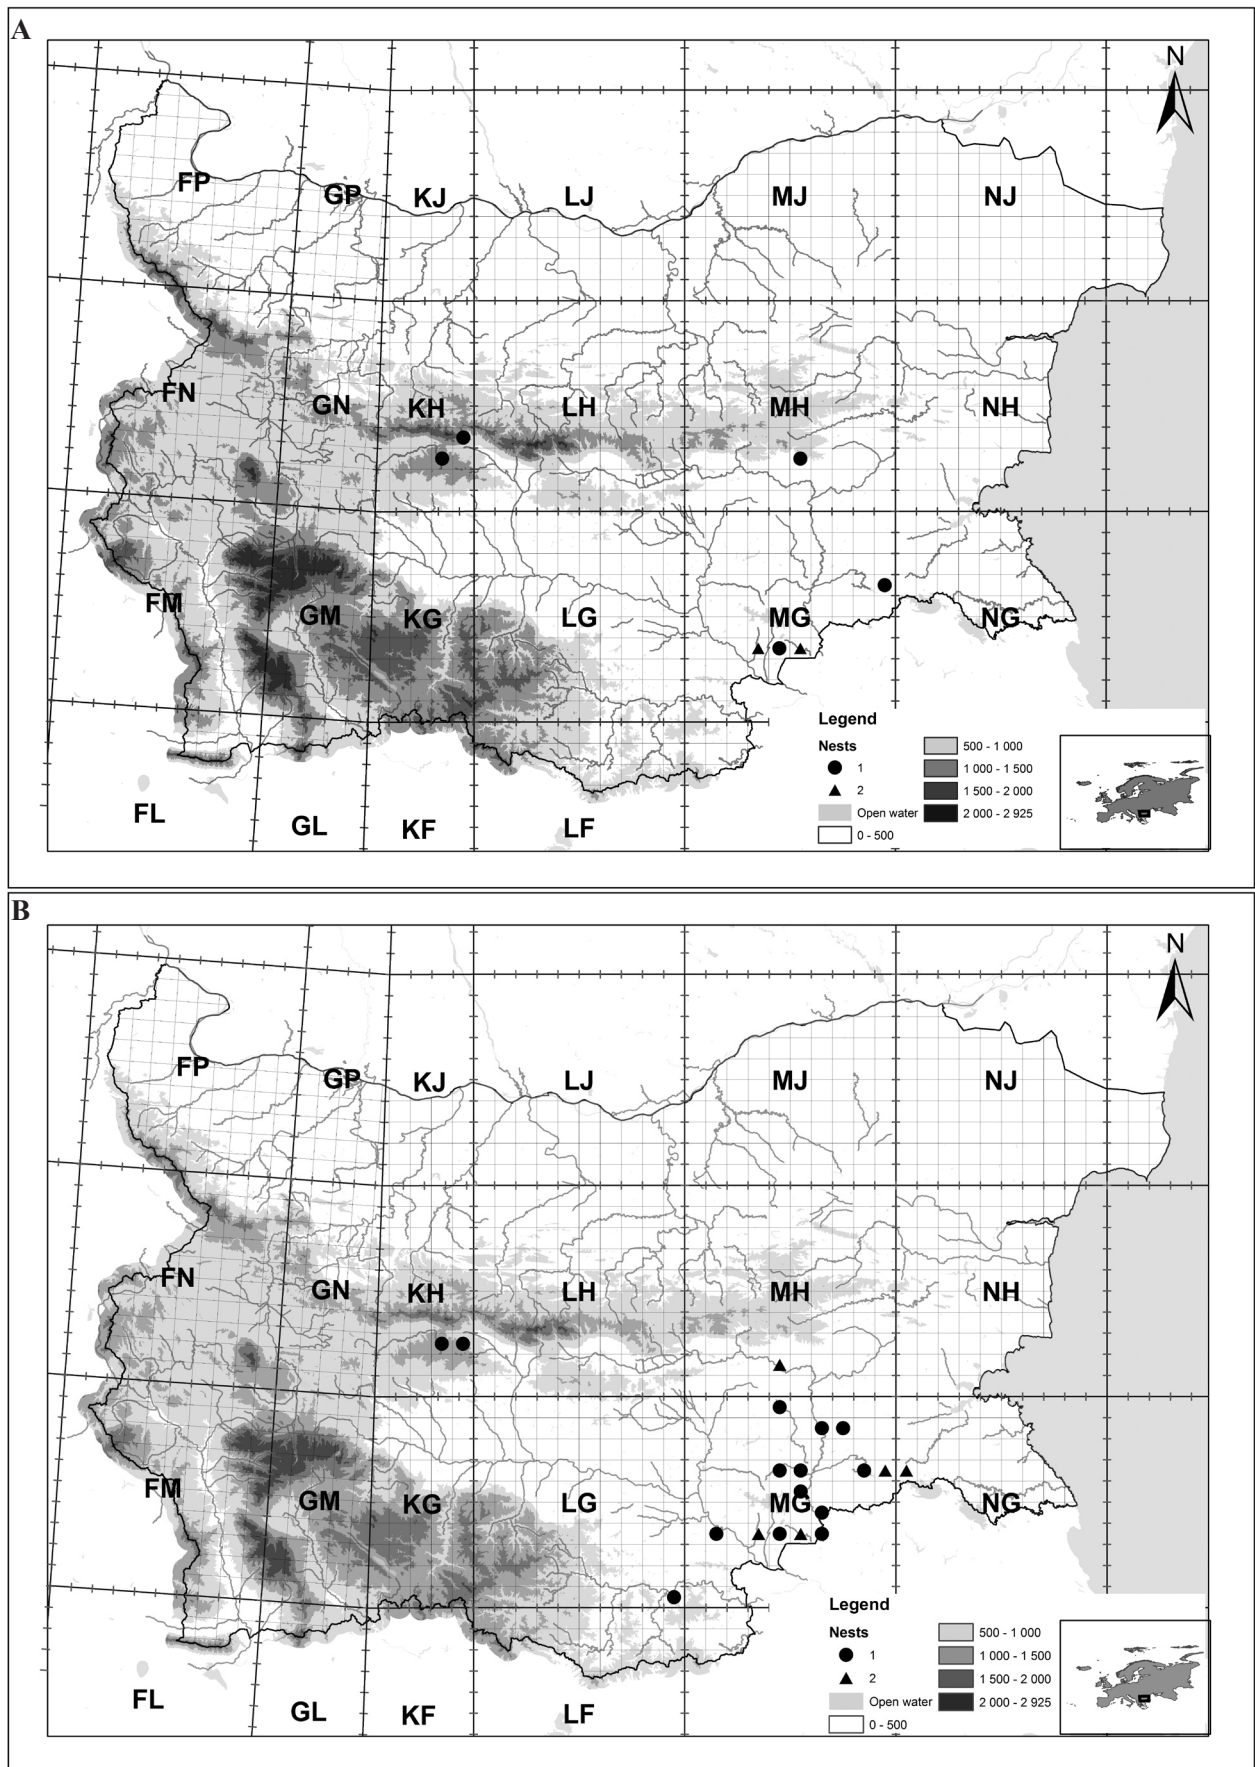 A
N
FP GP KJ LJ MJ NJ
FN GN KH LH MH NH
FM GM KG LG MG NG
Legend
Nests
1
2
Open water
0 - 500
500 - 1 000
1 000 - 1 500
1 500 - 2 000
2 000 - 2 925
FL GL KF LF
B
N
FP GP KJ LJ MJ NJ
FN GN KH LH MH NH
FM GM KG LG MG NG
Legend
Nests
1
2
Open water
0 - 500
500 - 1 000
1 000 - 1 500
1 500 - 2 000
2 000 - 2 925
FL GL KF LF